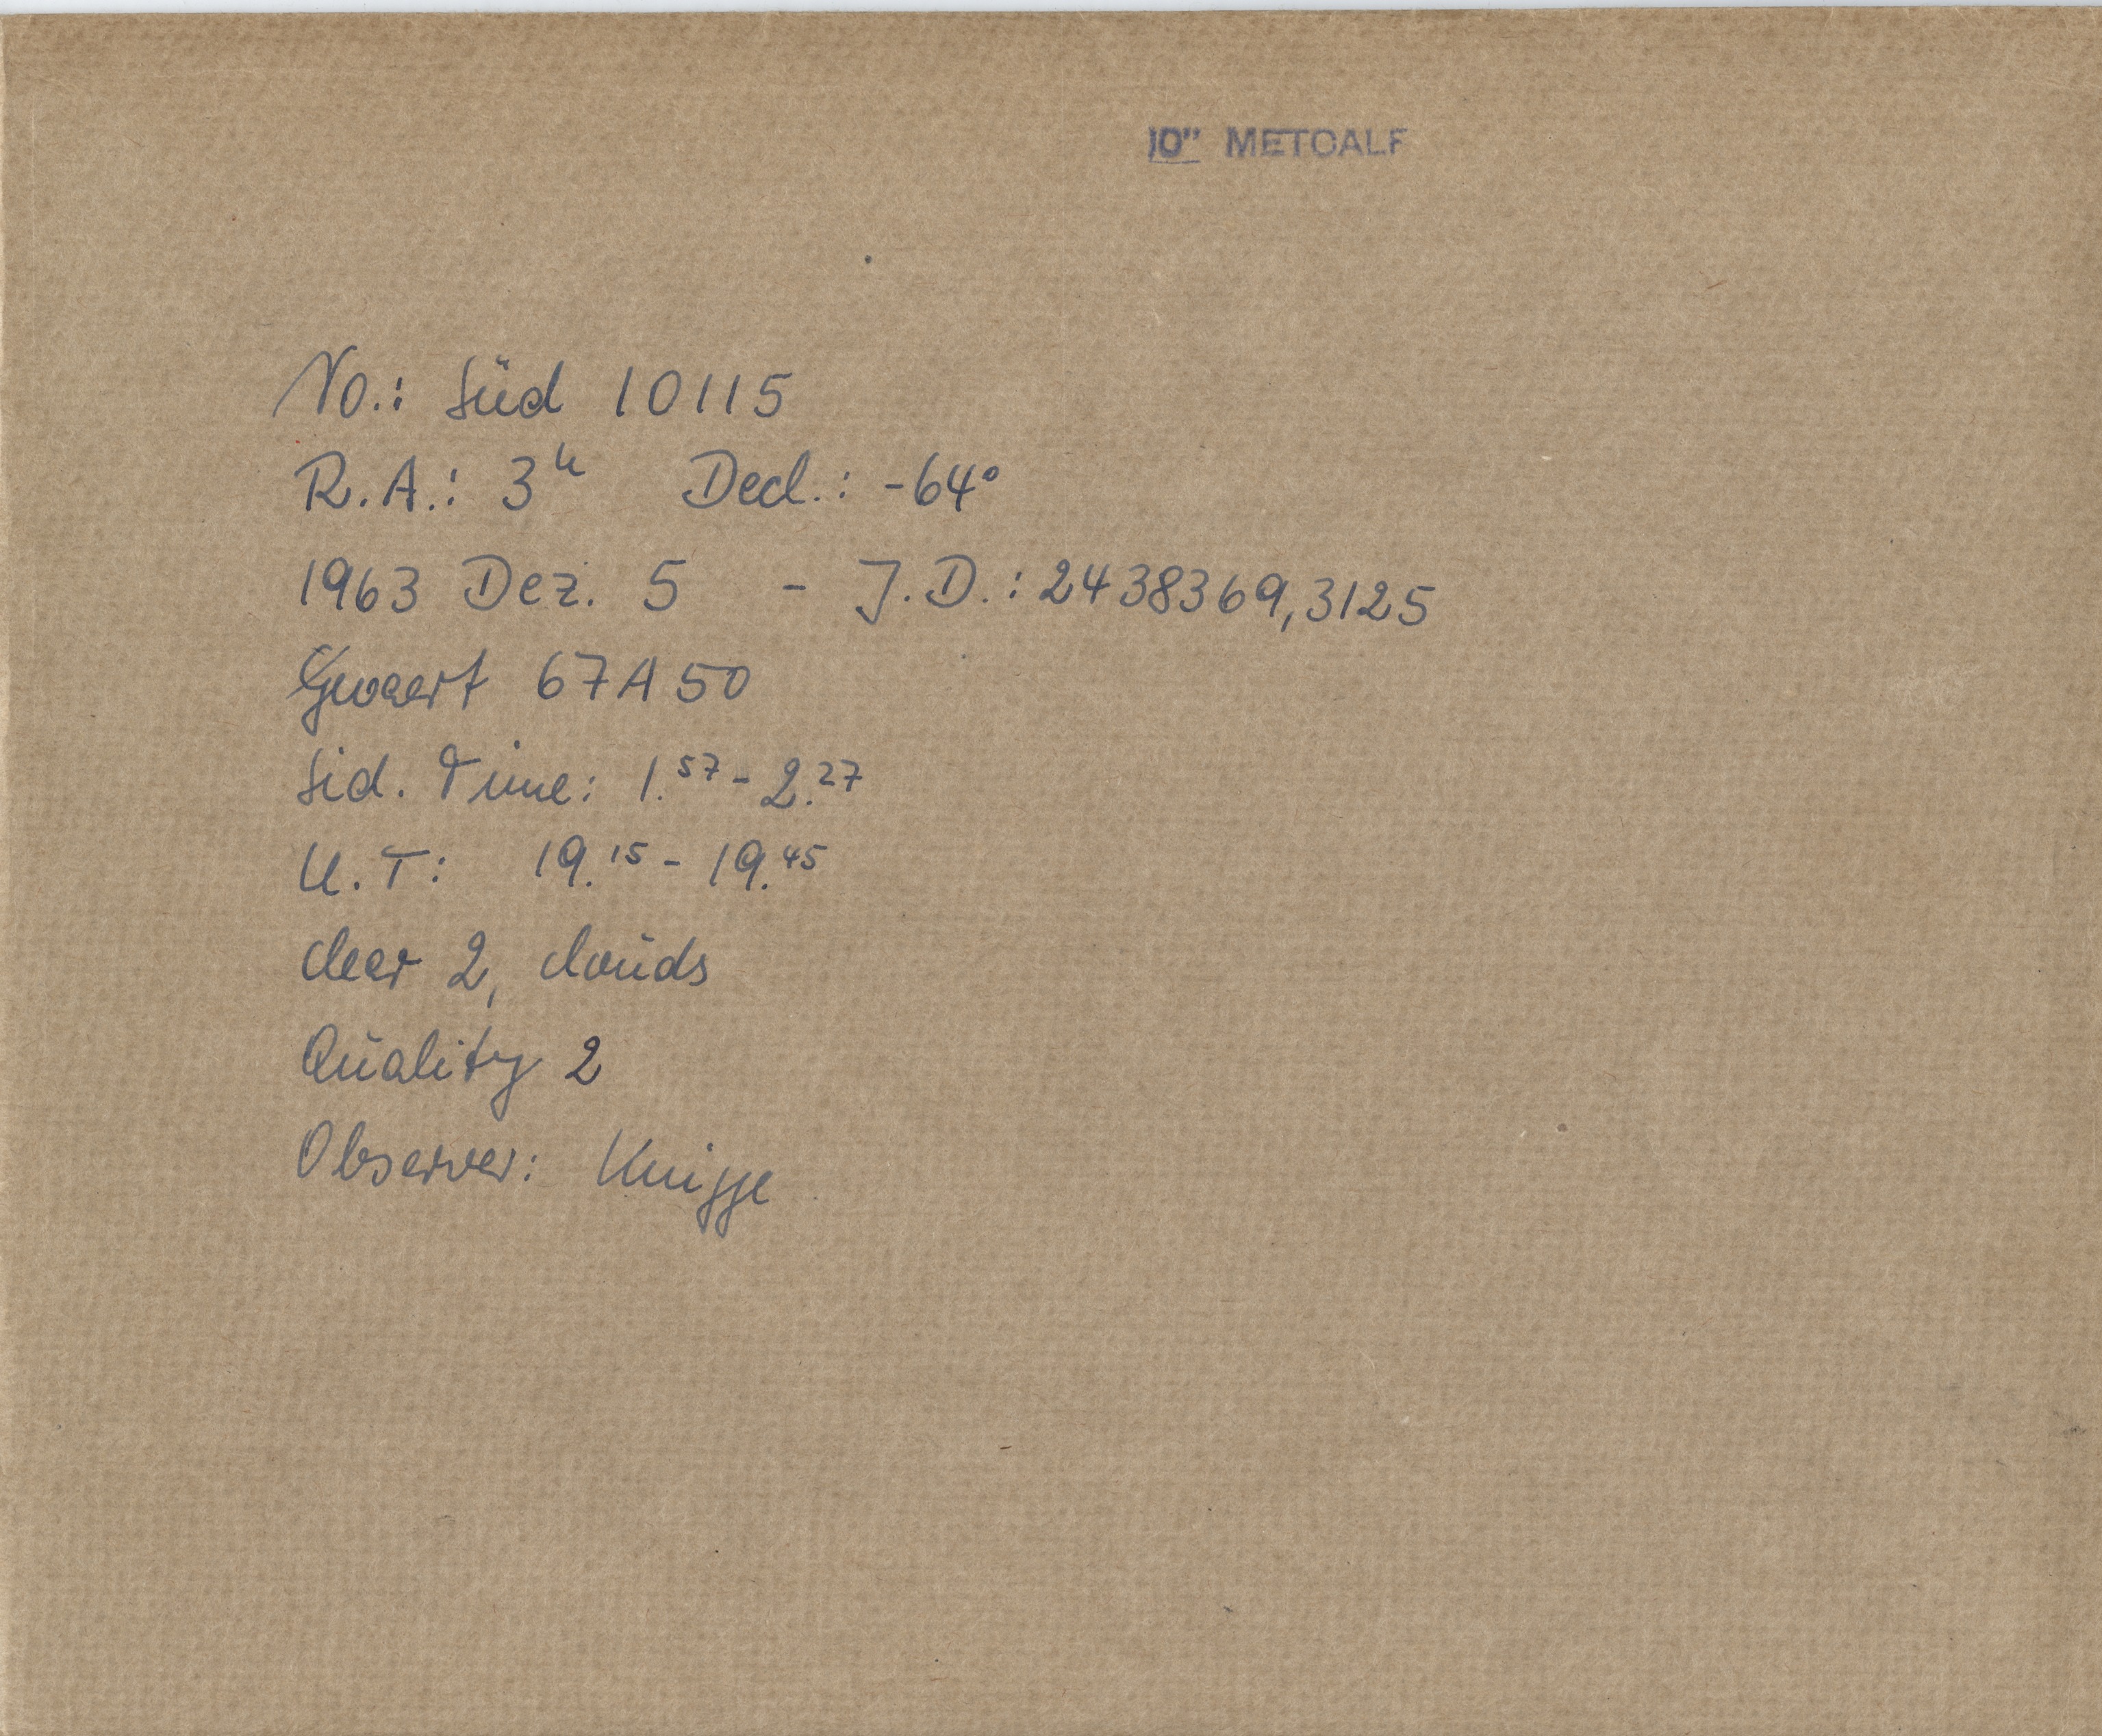 10" METCALF
No.: Süd 10115
R.A.: 3ʰ Decl.: -64°
1963 Dez. 5 - J.D.: 2438369,3125
Gevaert 67A50
Sid. Time: 1.⁵⁷ - 2.²⁷
U.T: 19.¹⁵ - 19.⁴⁵
clear 2, clouds
Quality 2
Observer: Knigge